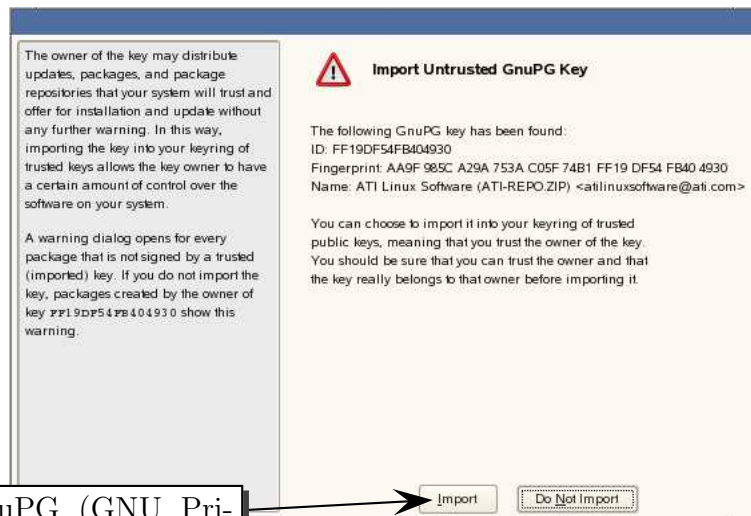 The owner of the key may distribute
updates, packages, and package
repositories that your system will trust and
offer for installation and update without
any further warning. In this way,
importing the key into your keyring of
trusted keys allows the key owner to have
a certain amount of control over the
software on your system.
A warning dialog opens for every
package that is not signed by a trusted
(imported) key. If you do not import the
key, packages created by the owner of
key FF19DF54FB404930 show this
warning.
Import Untrusted GnuPG Key
The following GnuPG key has been found:
ID: FF19DF54FB404930
Fingerprint: AA9F 985C A29A 753A C05F 74B1 FF19 DF54 FB40 4930
Name: ATI Linux Software (ATI-REPO.ZIP) <atilinuxsoftware@ati.com>
You can choose to import it into your keyring of trusted
public keys, meaning that you trust the owner of the key.
You should be sure that you can trust the owner and that
the key really belongs to that owner before importing it.
Import
Do Not Import
uPG (GNU Pri-